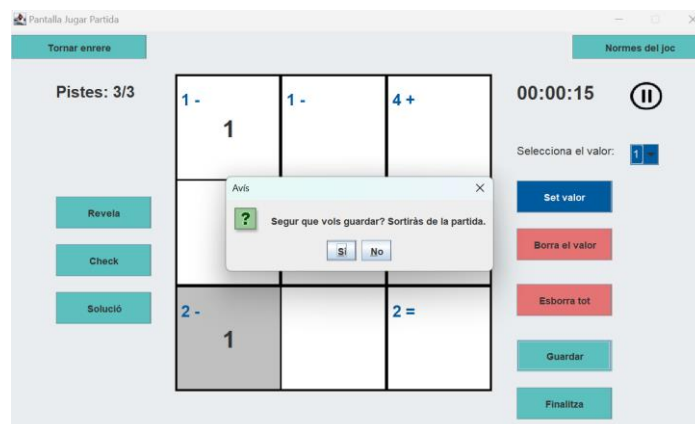 Pantalla Jugar Partida
Tornar enrere
Normes del joc
Pistes: 3/3
1 -
1 -
4 +
00:00:15
1
Selecciona el valor:
1
Avís
Set valor
Segur que vols guardar? Sortiràs de la partida.
Revela
Sí
No
Borra el valor
Check
Solució
2 -
2 =
Esborra tot
1
Guardar
Finalitza